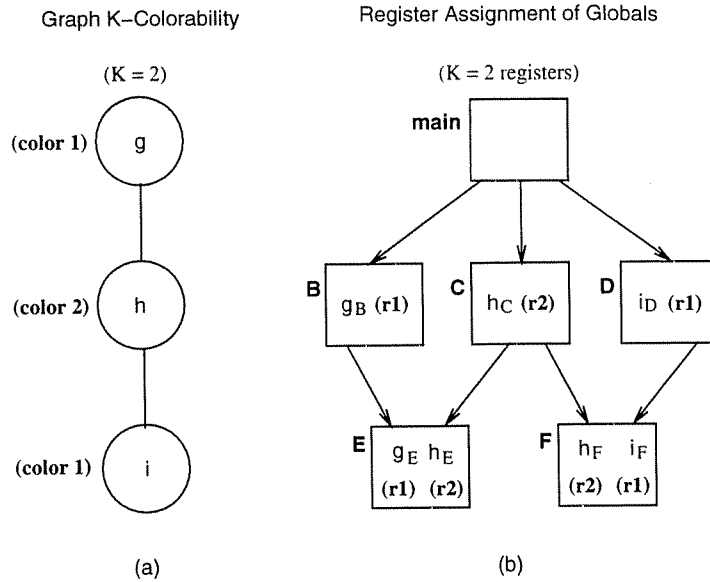 Graph K-Colorability
Register Assignment of Globals
(K = 2)
(K = 2 registers)
main
(color 1)
g
B
gB (r1)
C
hC (r2)
D
iD (r1)
(color 2)
h
E
gE hE
(r1) (r2)
F
hF iF
(r2) (r1)
(color 1)
i
(a)
(b)